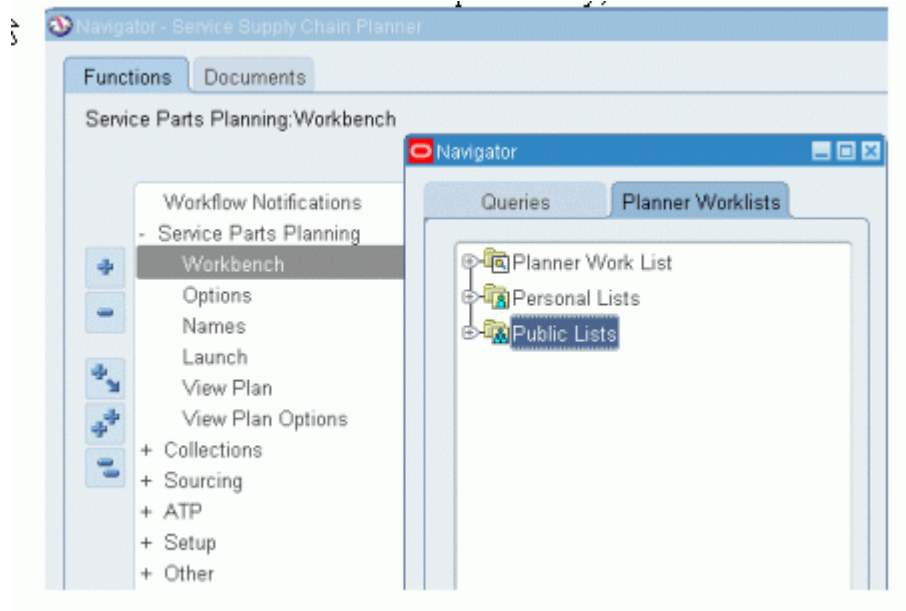 Navigator - Service Supply Chain Planner
Functions
Documents
Service Parts Planning:Workbench
Workflow Notifications
- Service Parts Planning
Workbench
Options
Names
Launch
View Plan
View Plan Options
+ Collections
+ Sourcing
+ ATP
+ Setup
+ Other
Navigator
Queries
Planner Worklists
Planner Work List
Personal Lists
Public Lists